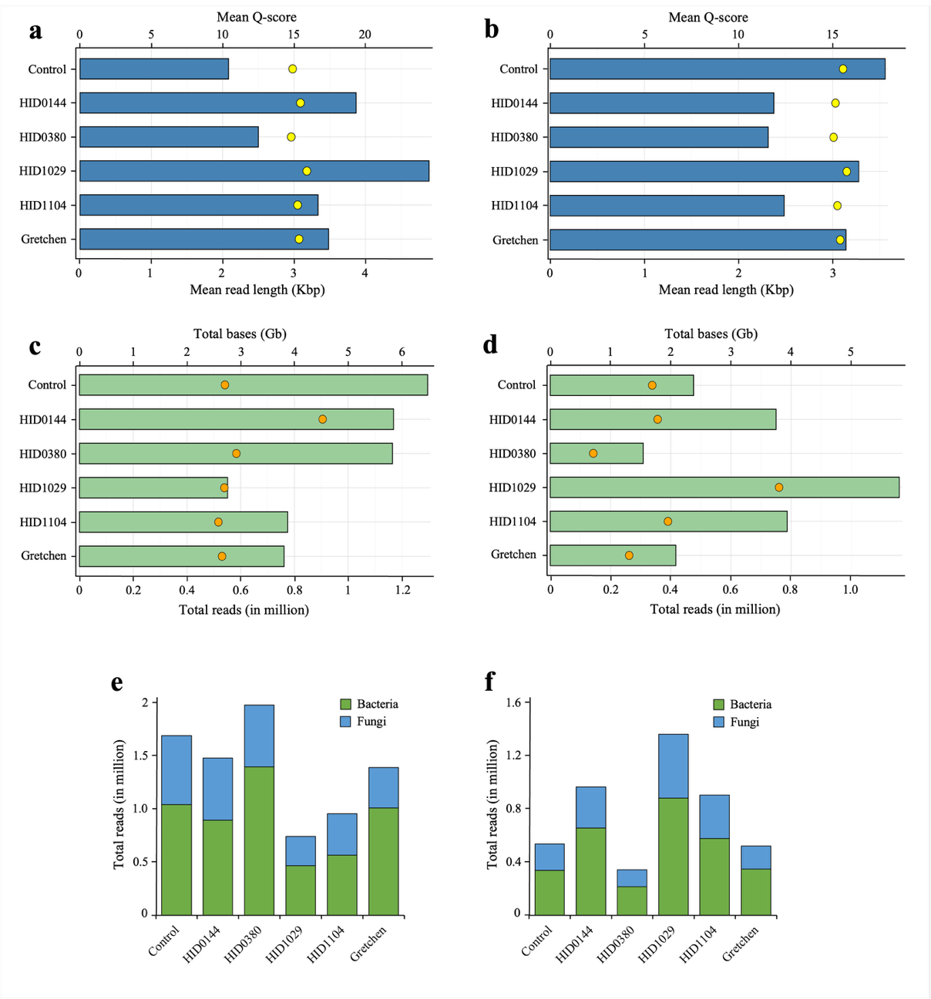 a
Mean Q-score
0 5 10 15 20
Control
HID0144
HID0380
HID1029
HID1104
Gretchen
0 1 2 3 4
Mean read length (Kbp)
b
Mean Q-score
0 5 10 15
Control
HID0144
HID0380
HID1029
HID1104
Gretchen
0 1 2 3
Mean read length (Kbp)
c
Total bases (Gb)
0 1 2 3 4 5 6
Control
HID0144
HID0380
HID1029
HID1104
Gretchen
0 0.2 0.4 0.6 0.8 1 1.2
Total reads (in million)
d
Total bases (Gb)
0 1 2 3 4 5
Control
HID0144
HID0380
HID1029
HID1104
Gretchen
0 0.2 0.4 0.6 0.8 1.0
Total reads (in million)
e
Total reads (in million)
2
1.5
1.0
0.5
0
Bacteria
Fungi
Control
HID0144
HID0380
HID1029
HID1104
Gretchen
f
Total reads (in million)
1.6
1.2
0.8
0.4
0
Bacteria
Fungi
Control
HID0144
HID0380
HID1029
HID1104
Gretchen